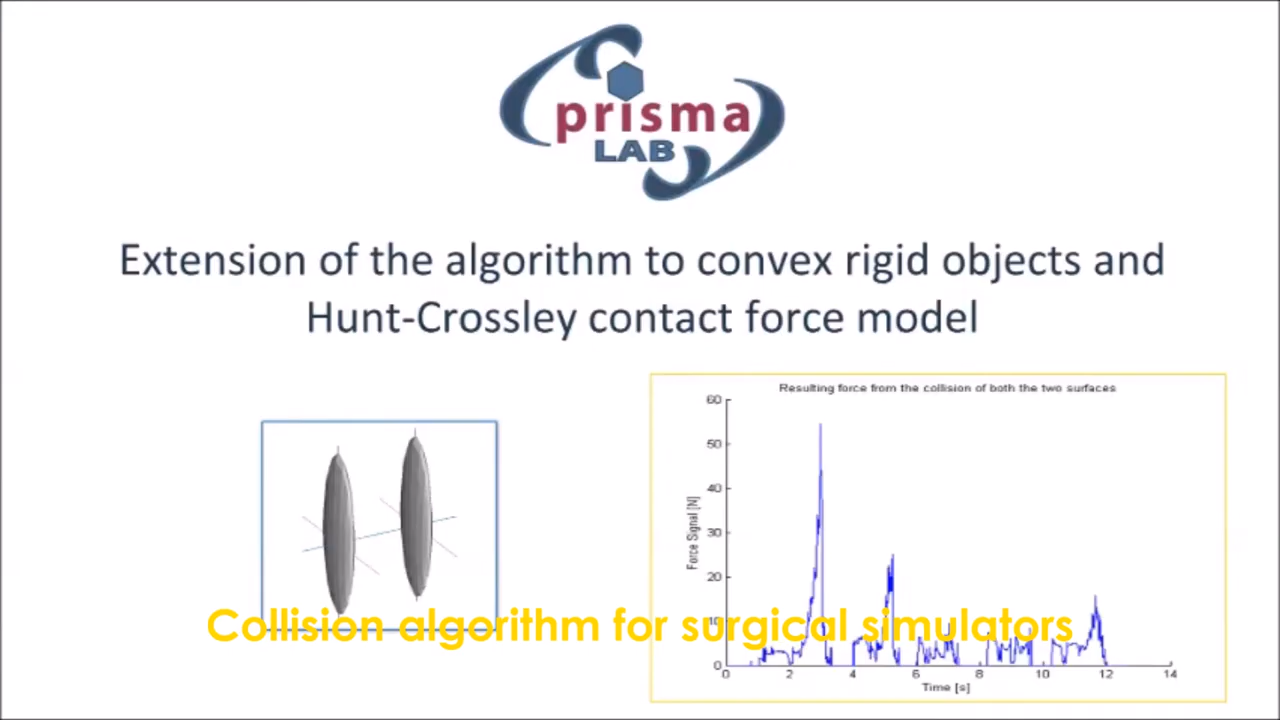 prisma
LAB
Extension of the algorithm to convex rigid objects and
Hunt-Crossley contact force model
Resulting force from the collision of both the two surfaces
60
50
40
30
20
10
0
Force Signal [N]
0 2 4 6 8 10 12 14
Time [s]
Collision algorithm for surgical simulators